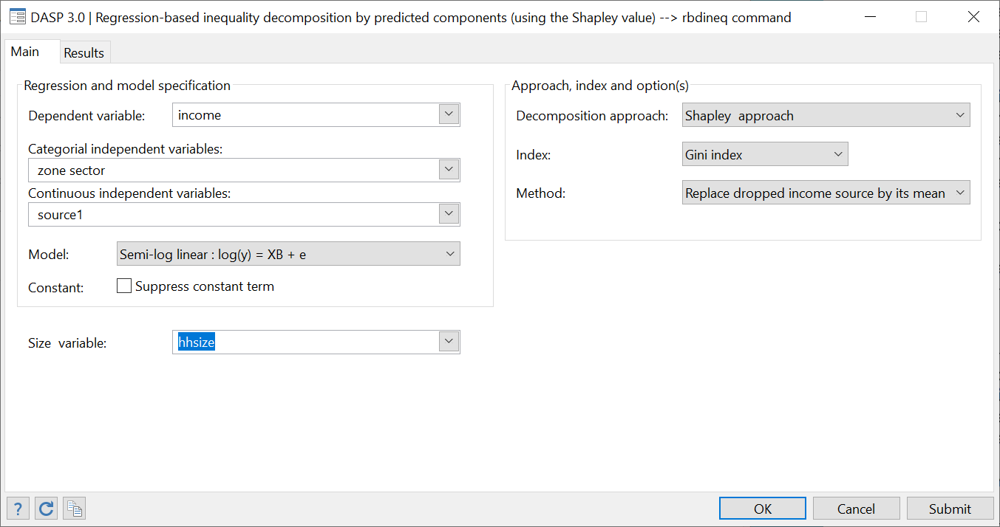 DASP 3.0 | Regression-based inequality decomposition by predicted components (using the Shapley value) --> rbdineq command
Main
Results
Regression and model specification
Dependent variable:
income
Categorial independent variables:
zone sector
Continuous independent variables:
source1
Model:
Semi-log linear : log(y) = XB + e
Constant:
Suppress constant term
Size variable:
hhsize
Approach, index and option(s)
Decomposition approach:
Shapley approach
Index:
Gini index
Method:
Replace dropped income source by its mean
?
OK
Cancel
Submit